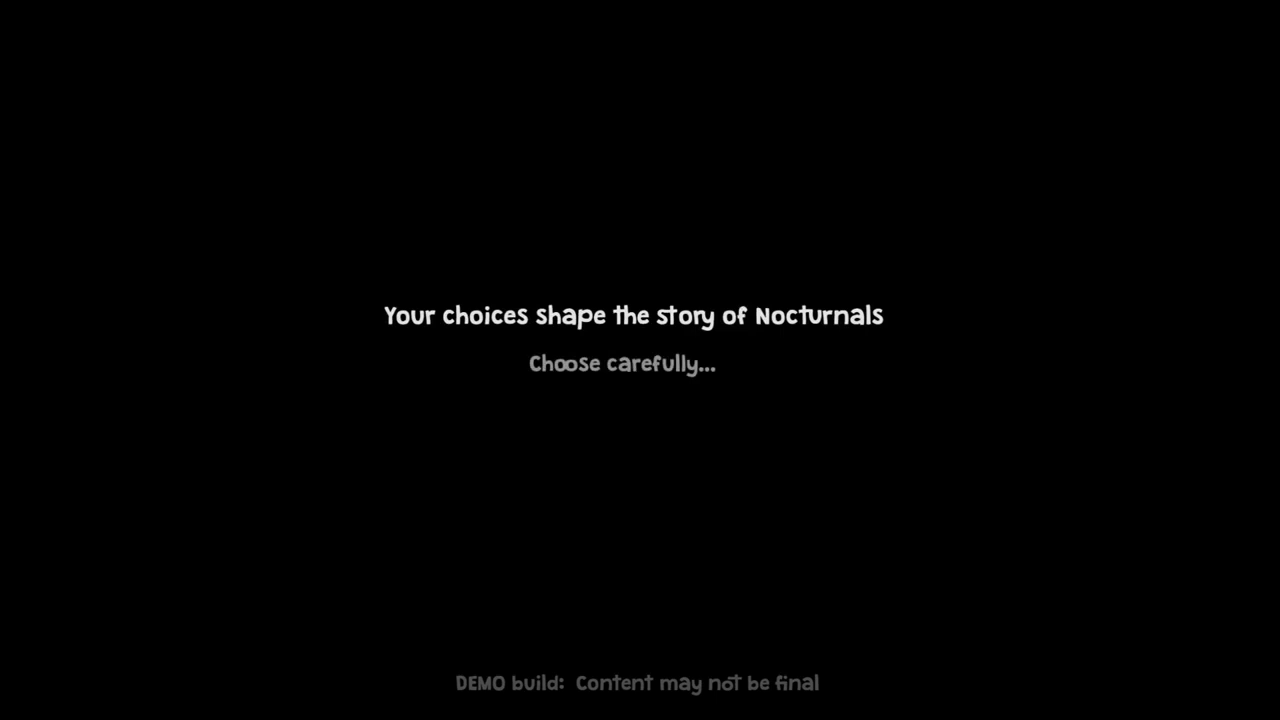 Your choices shape the story of Nocturnals
Choose carefully...
DEMO build: Content may not be final